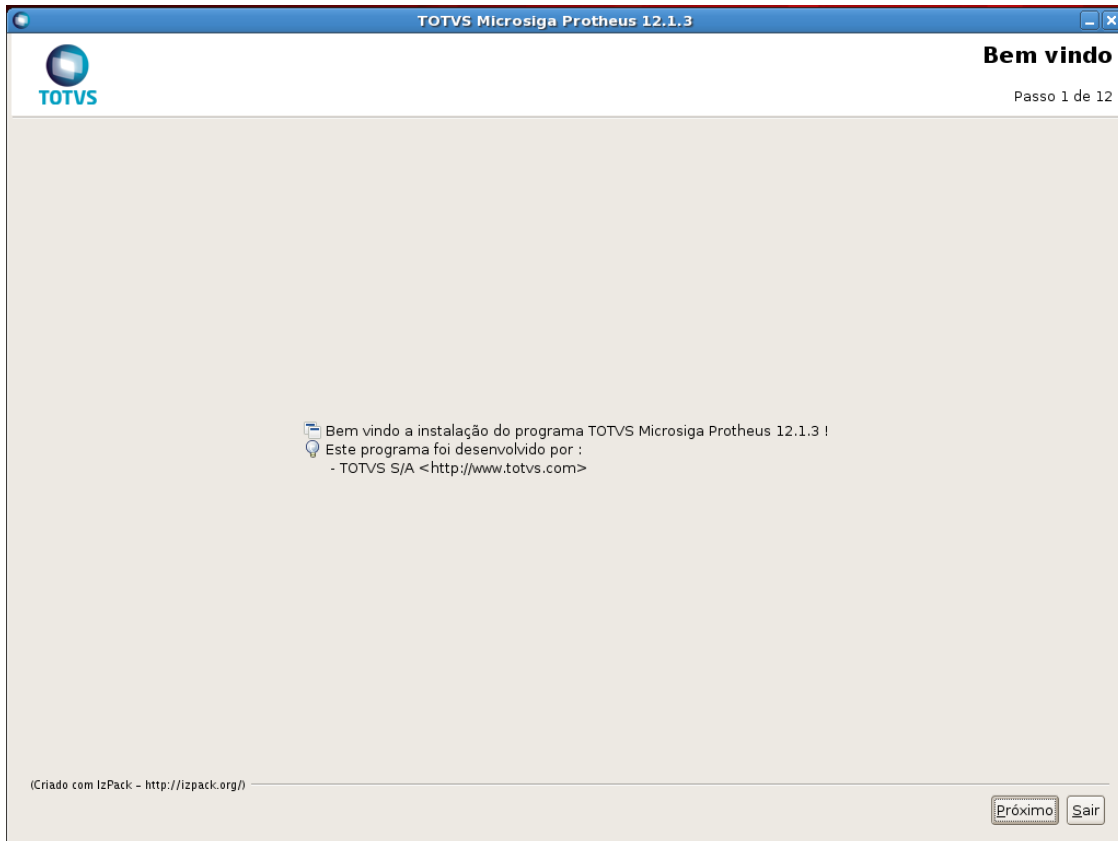 TOTVS Microsiga Protheus 12.1.3
TOTVS
Bem vindo
Passo 1 de 12
Bem vindo a instalação do programa TOTVS Microsiga Protheus 12.1.3 !
Este programa foi desenvolvido por :
- TOTVS S/A <http://www.totvs.com>
(Criado com IzPack – http://izpack.org/)
Próximo Sair